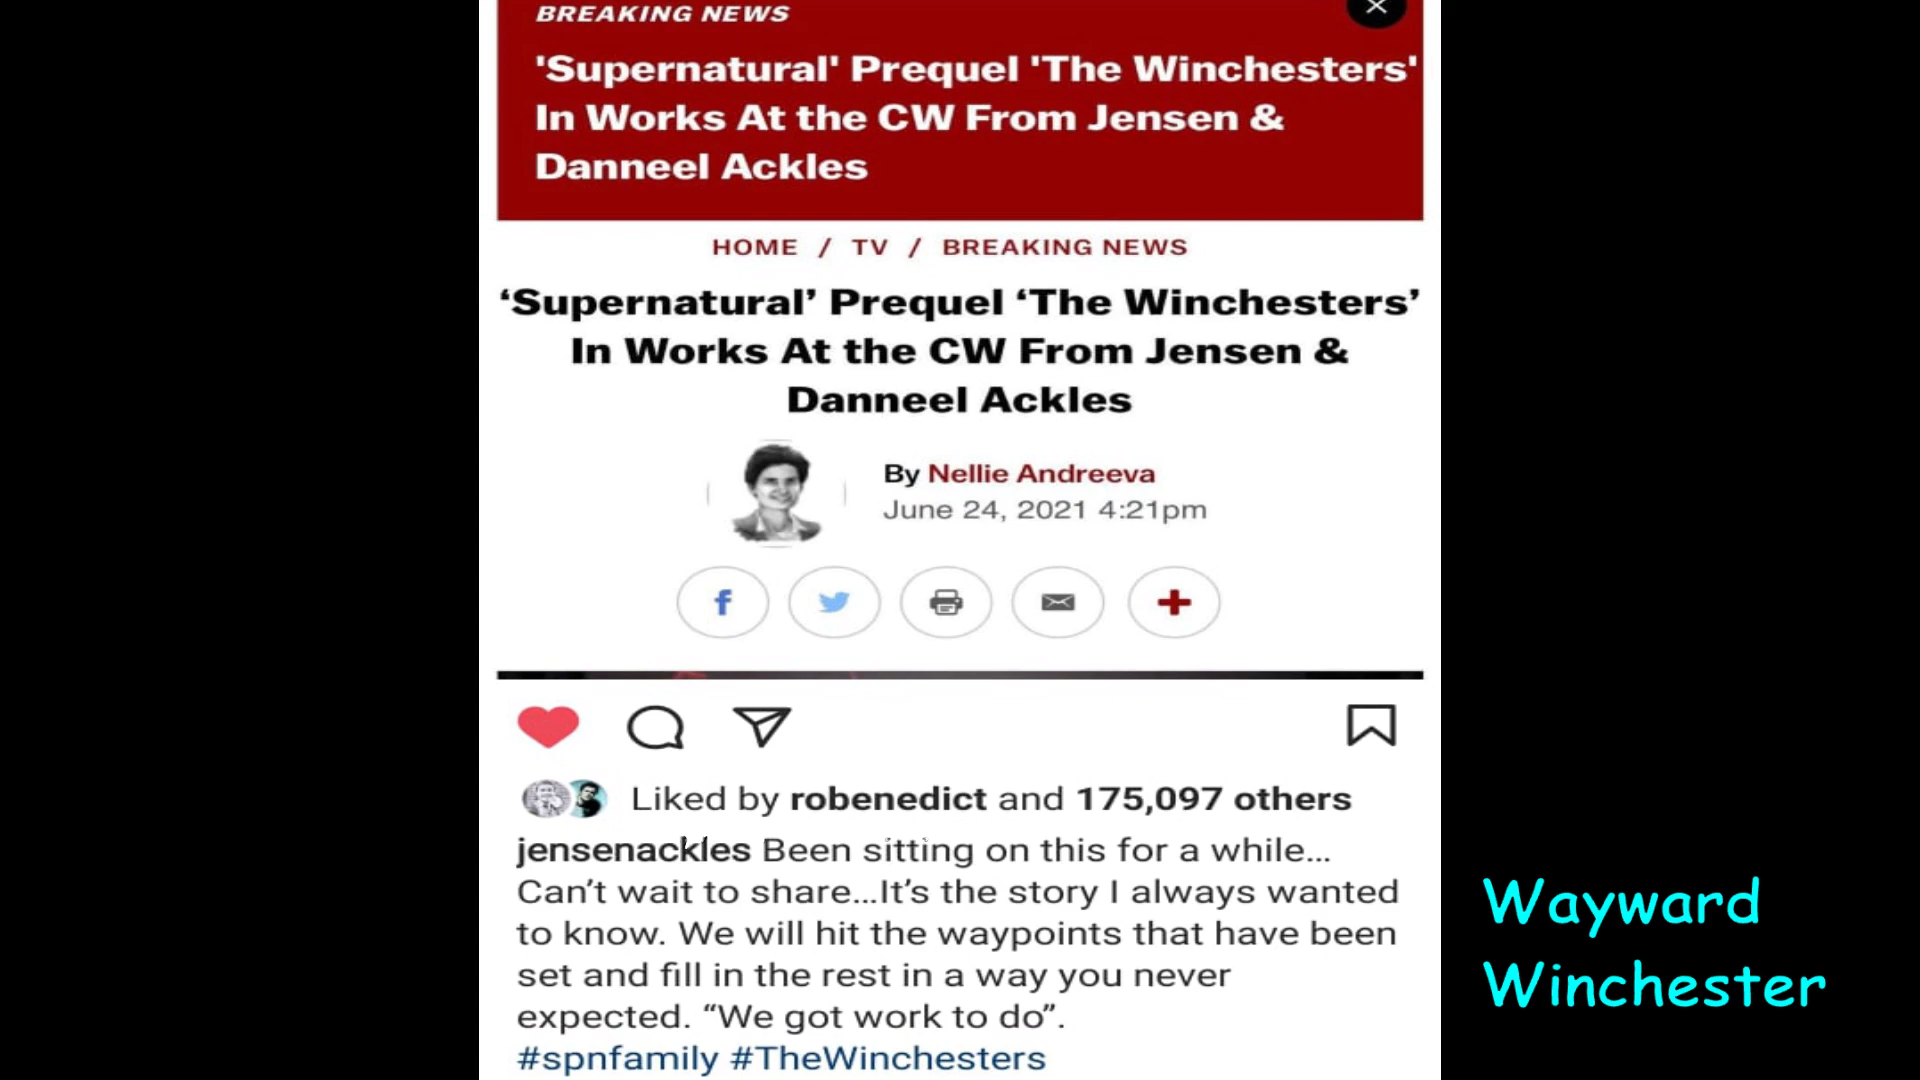 BREAKING NEWS
'Supernatural' Prequel 'The Winchesters'
In Works At the CW From Jensen &
Danneel Ackles
HOME / TV / BREAKING NEWS
‘Supernatural’ Prequel ‘The Winchesters’
In Works At the CW From Jensen &
Danneel Ackles
By Nellie Andreeva
June 24, 2021 4:21pm
Liked by robenedict and 175,097 others
jensenackles Been sitting on this for a while...
Can’t wait to share...It’s the story I always wanted
to know. We will hit the waypoints that have been
set and fill in the rest in a way you never
expected. “We got work to do”.
#spnfamily #TheWinchesters
Wayward
Winchester